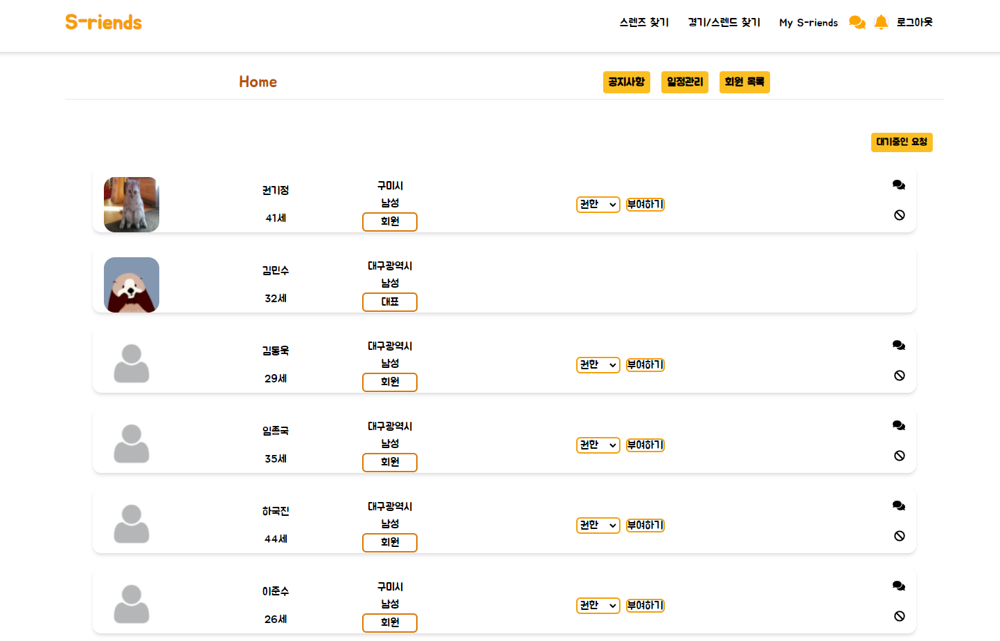 S-riends
스렌즈 찾기 경기/스렌드 찾기 My S-riends 로그아웃
Home 공지사항 일정관리 회원 목록
대기중인 요청
권기정
41세
구미시
남성
회원
권한 부여하기
김민수
32세
대구광역시
남성
대표
김동욱
29세
대구광역시
남성
회원
권한 부여하기
임종국
35세
대구광역시
남성
회원
권한 부여하기
하국진
44세
대구광역시
남성
회원
권한 부여하기
이준수
26세
구미시
남성
회원
권한 부여하기